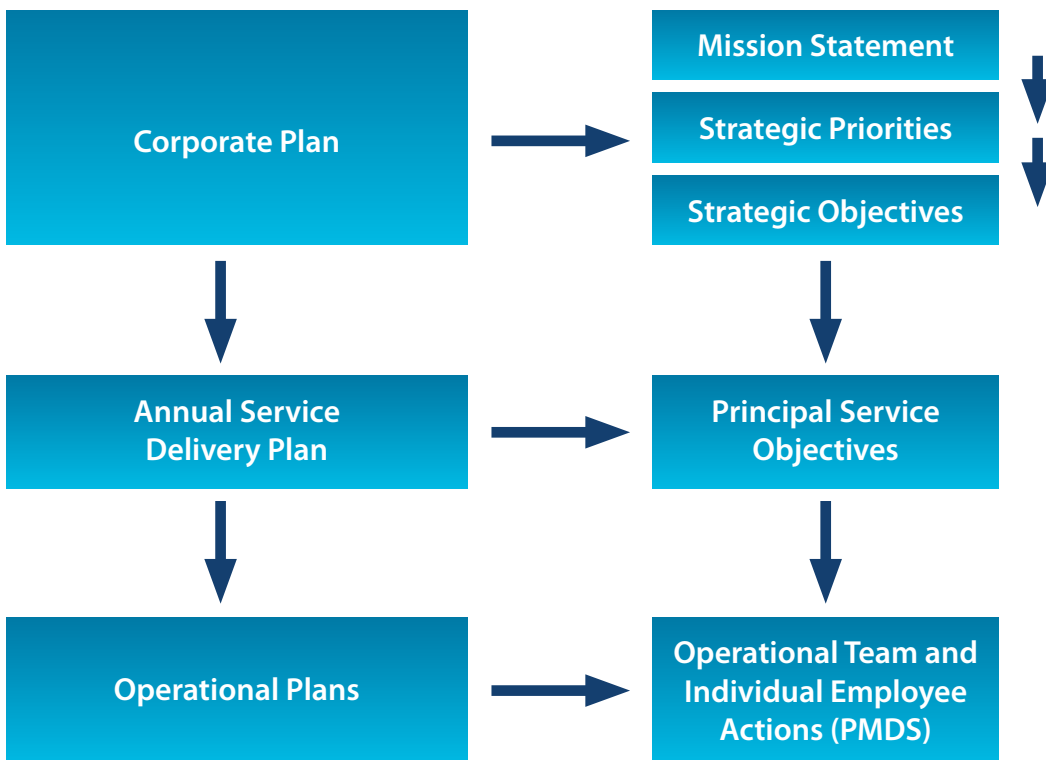 Corporate Plan
Mission Statement
Strategic Priorities
Strategic Objectives
Annual Service
Delivery Plan
Principal Service
Objectives
Operational Plans
Operational Team and
Individual Employee
Actions (PMDS)